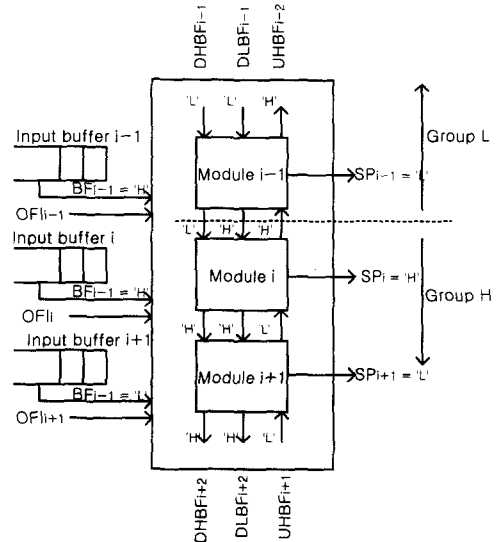 DHBFi-1
DLBFi-1
UHBFi-2
'L' 'L' 'H'
Group L
Input buffer i-1
Module i-1
SPi-1 = 'L'
BFi-1 = 'H'
OFIi-1
'L' 'H' 'H'
Input buffer i
Module i
SPi = 'H'
BFi-1 = 'H'
Group H
OFIi
'H' 'H' 'L'
Input buffer i+1
Module i+1
SPi+1 = 'L'
BFi-1 = 'L'
OFIi+1
'H' 'H' 'L'
DHBFi+2
DLBFi+2
UHBFi+1